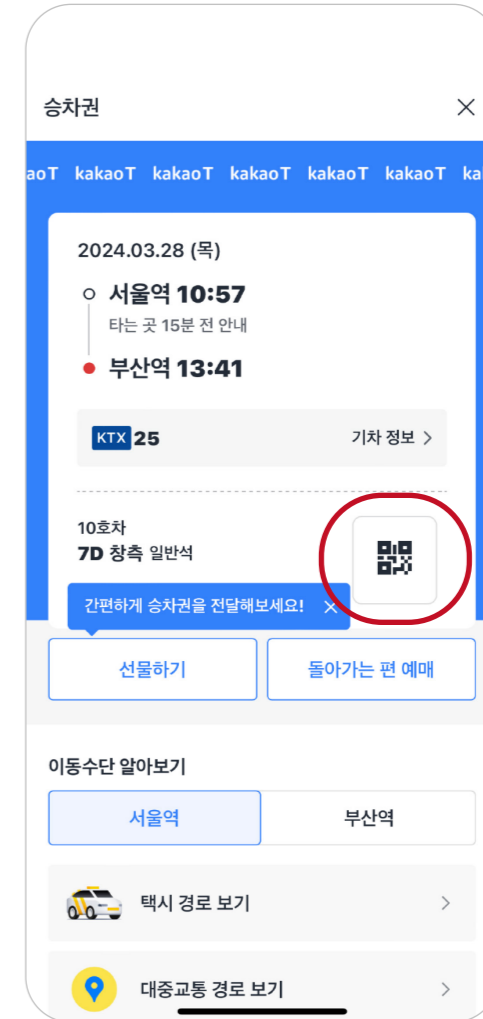 승차권
aoT kakaoT kakaoT kakaoT kakaoT kakaoT ka
2024.03.28 (목)
서울역 10:57
타는 곳 15분 전 안내
부산역 13:41
KTX 25
기차 정보
10호차
7D 창측 일반석
간편하게 승차권을 전달해보세요!
선물하기
돌아가는 편 예매
이동수단 알아보기
서울역
부산역
택시 경로 보기
대중교통 경로 보기